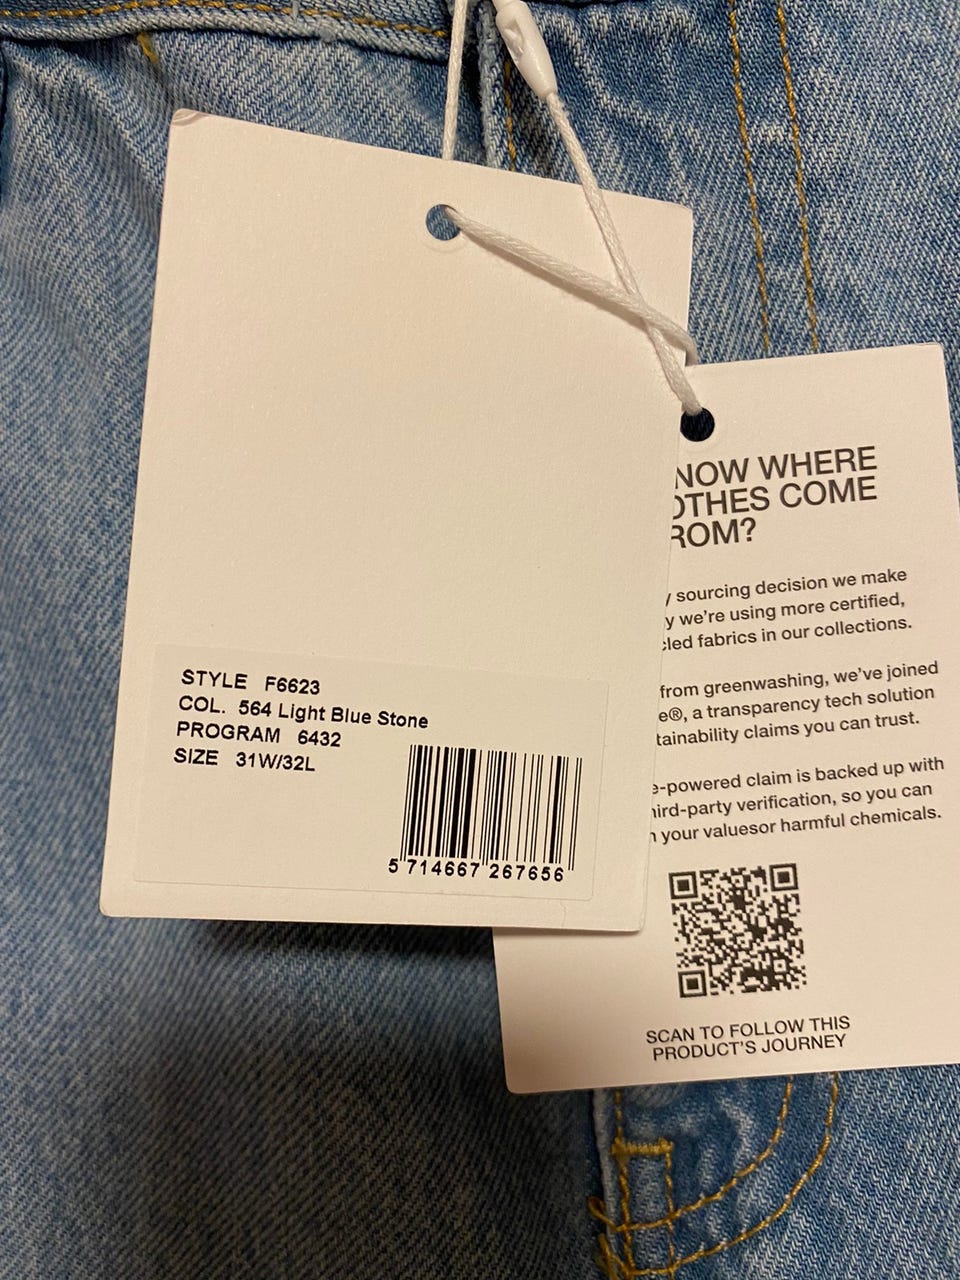 STYLE F6623
COL. 564 Light Blue Stone
PROGRAM 6432
SIZE 31W/32L
5 714667 267656
NOW WHERE
OTHES COME
ROM?
y sourcing decision we make
y we're using more certified,
cled fabrics in our collections.
from greenwashing, we've joined
e®, a transparency tech solution
tainability claims you can trust.
e-powered claim is backed up with
hird-party verification, so you can
n your valuesor harmful chemicals.
SCAN TO FOLLOW THIS
PRODUCT'S JOURNEY